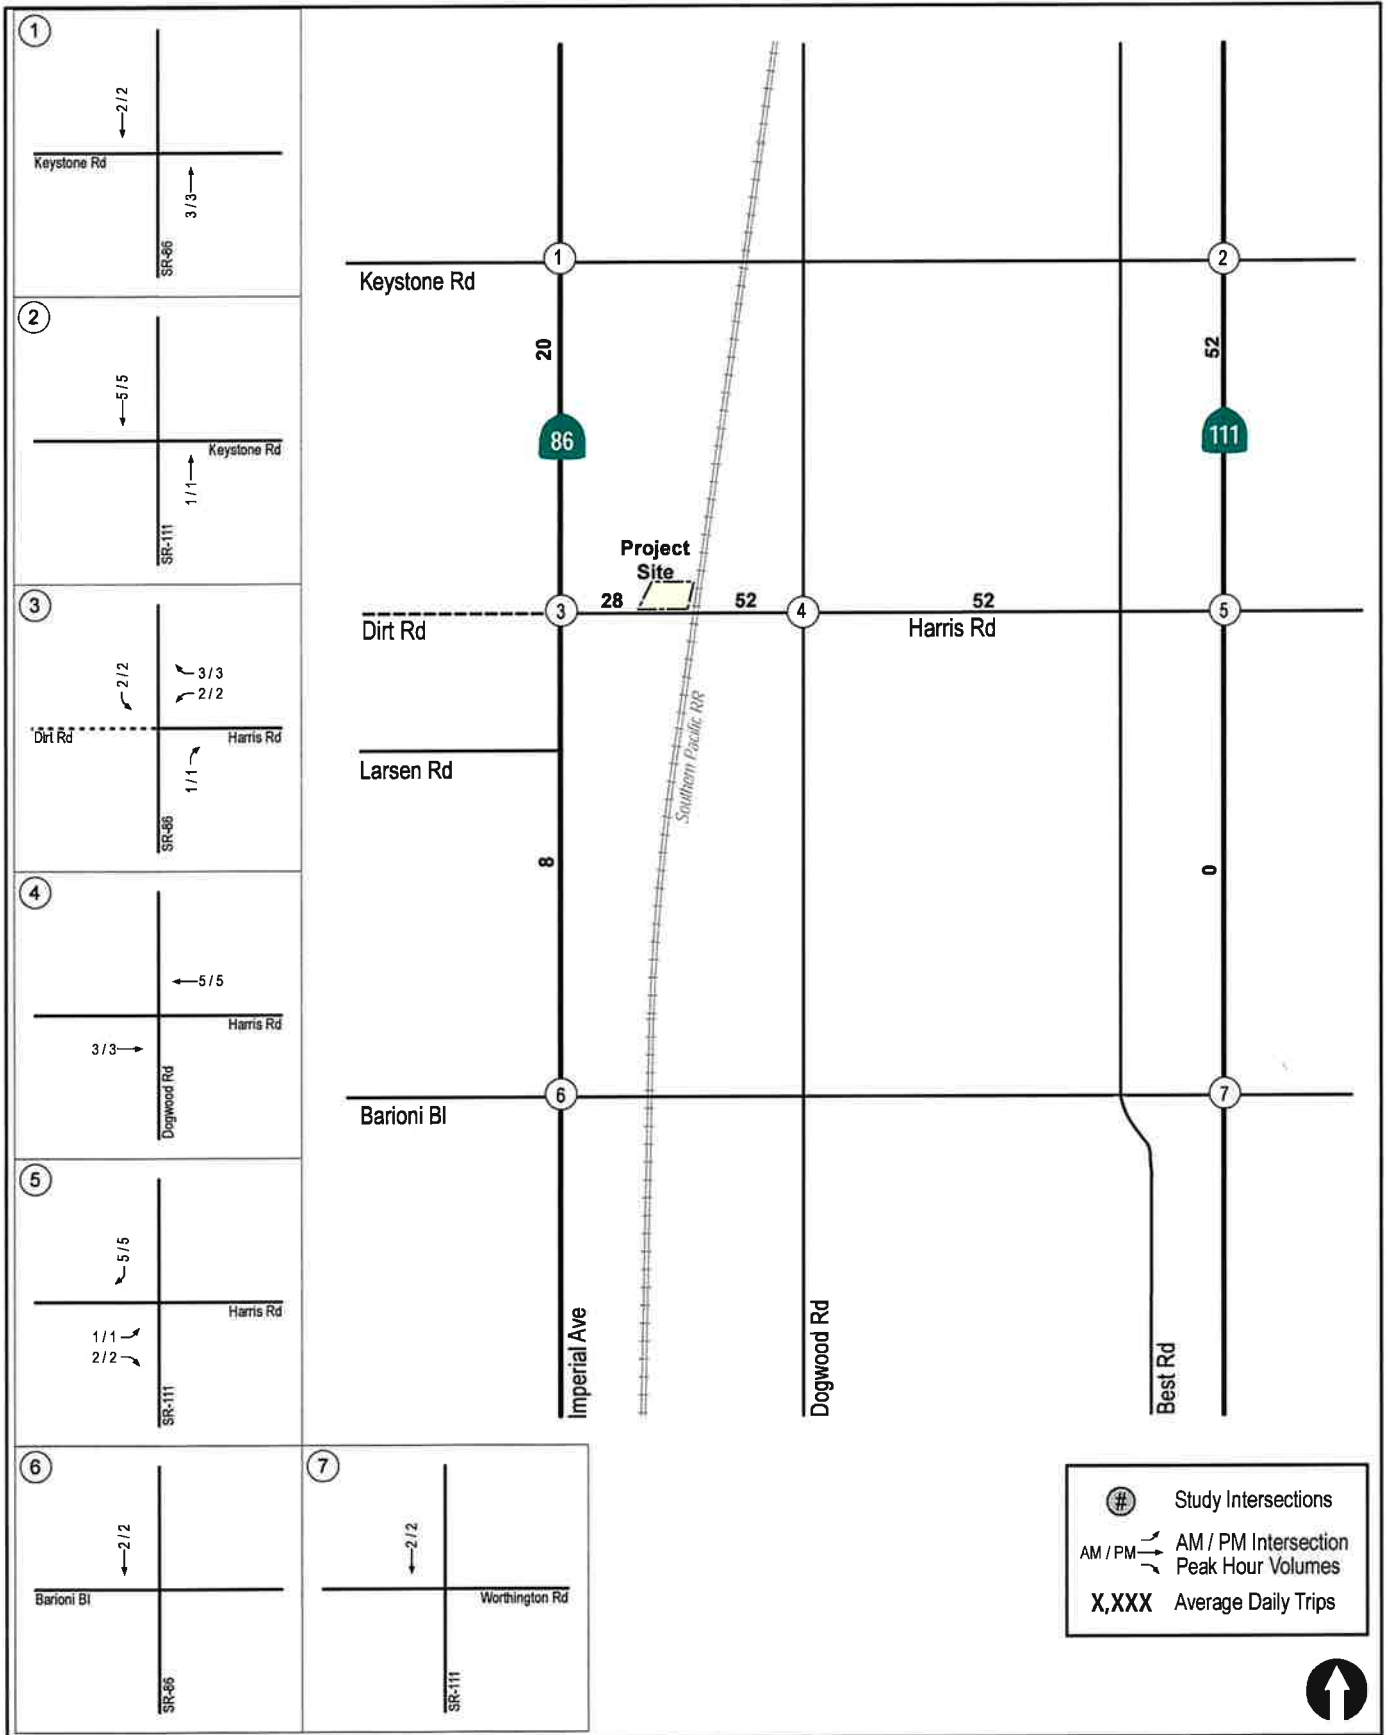 1
2 / 2
Keystone Rd
3 / 3
SR-86
2
5 / 5
Keystone Rd
1 / 1
SR-111
3
2 / 2
3 / 3
2 / 2
Dirt Rd
Harris Rd
1 / 1
SR-86
4
5 / 5
Harris Rd
3 / 3
Dogwood Rd
5
5 / 5
Harris Rd
1 / 1
2 / 2
SR-111
6
2 / 2
Barioni Bl
SR-86
7
2 / 2
Worthington Rd
SR-111
1
2
Keystone Rd
20
52
86
111
Project
Site
28
52
52
3
4
5
Dirt Rd
Harris Rd
Southern Pacific RR
Larsen Rd
8
0
6
7
Barioni Bl
Imperial Ave
Dogwood Rd
Best Rd
# Study Intersections
AM / PM AM / PM Intersection
Peak Hour Volumes
X,XXX Average Daily Trips